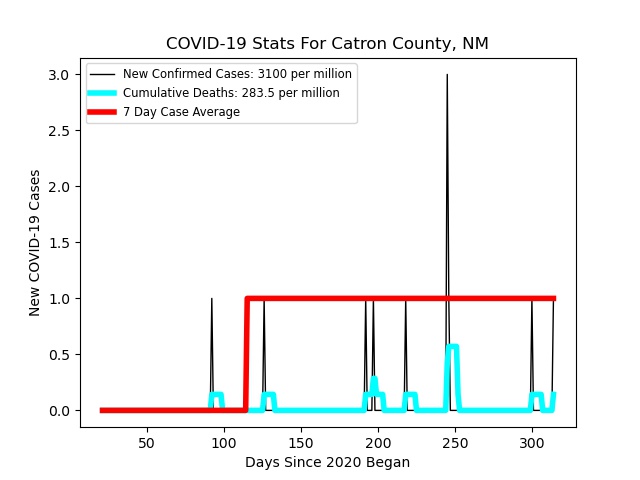 COVID-19 Stats For Catron County, NM
New Confirmed Cases: 3100 per million
Cumulative Deaths: 283.5 per million
7 Day Case Average
New COVID-19 Cases
3.0
2.5
2.0
1.5
1.0
0.5
0.0
50 100 150 200 250 300
Days Since 2020 Began